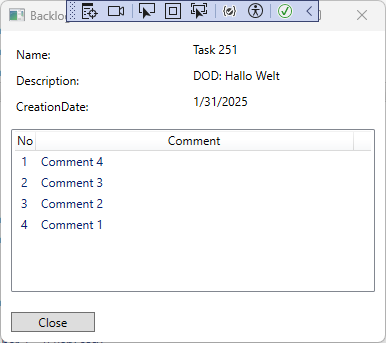 Backlo
Name: Task 251
Description: DOD: Hallo Welt
CreationDate: 1/31/2025
No Comment
1 Comment 4
2 Comment 3
3 Comment 2
4 Comment 1
Close